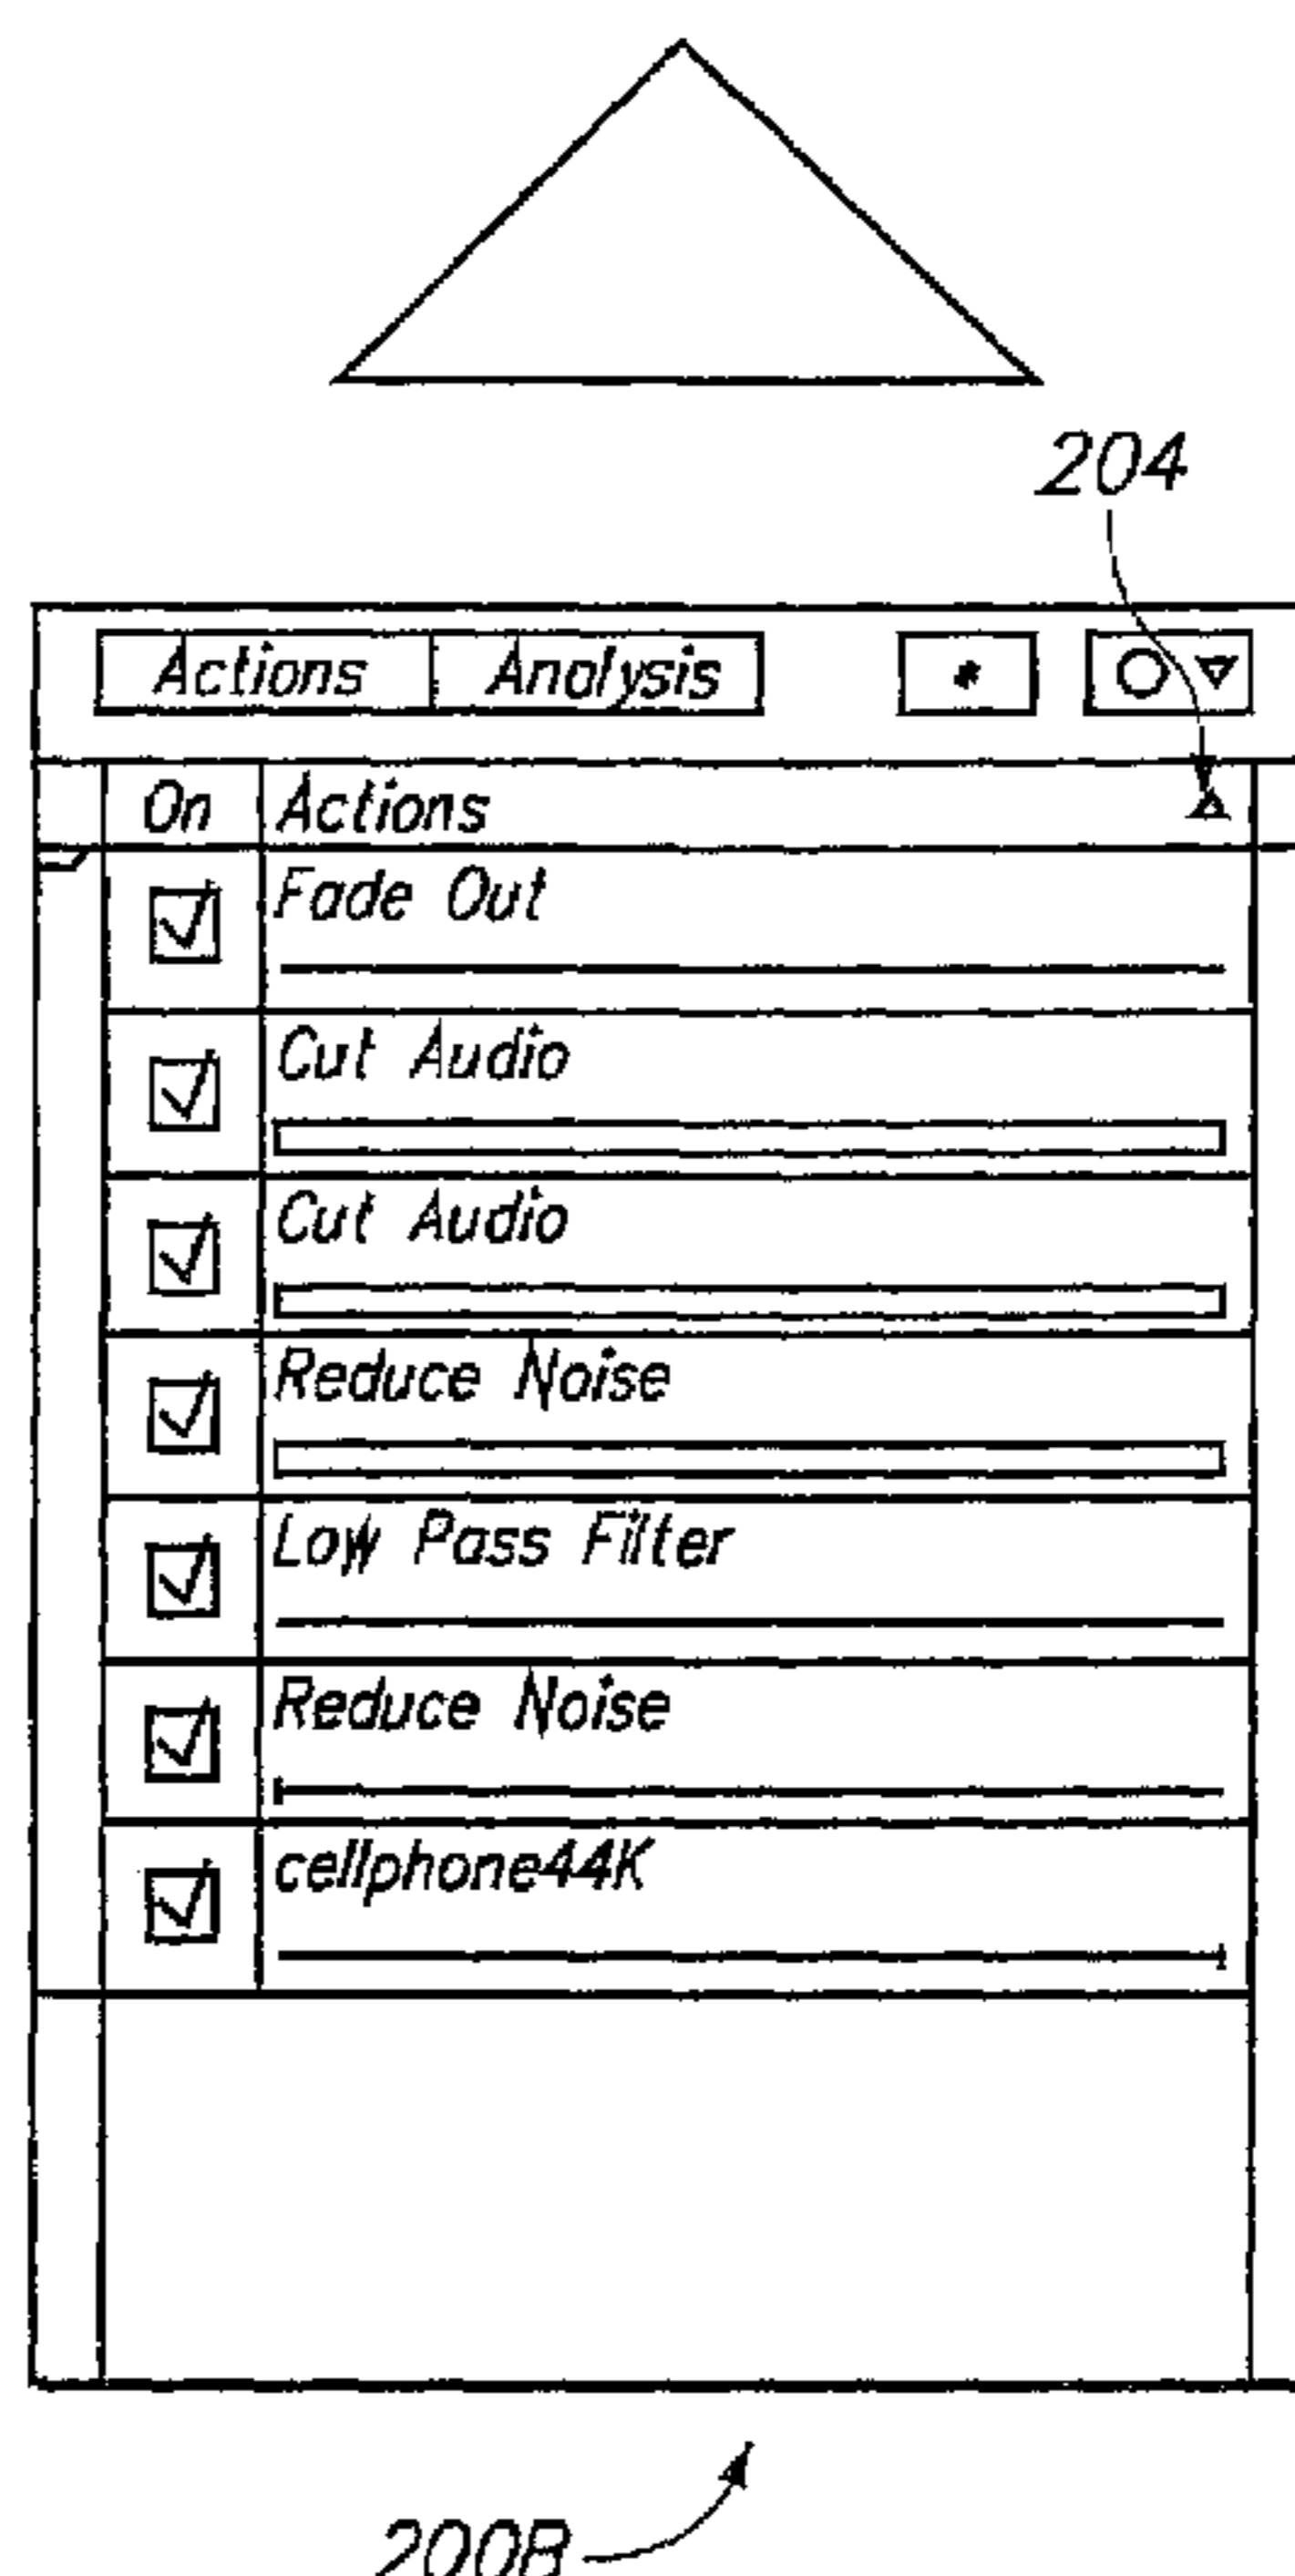 204
Actions Analysis *
On Actions
Fade Out
Cut Audio
Cut Audio
Reduce Noise
Low Pass Filter
Reduce Noise
cellphone44K
200B